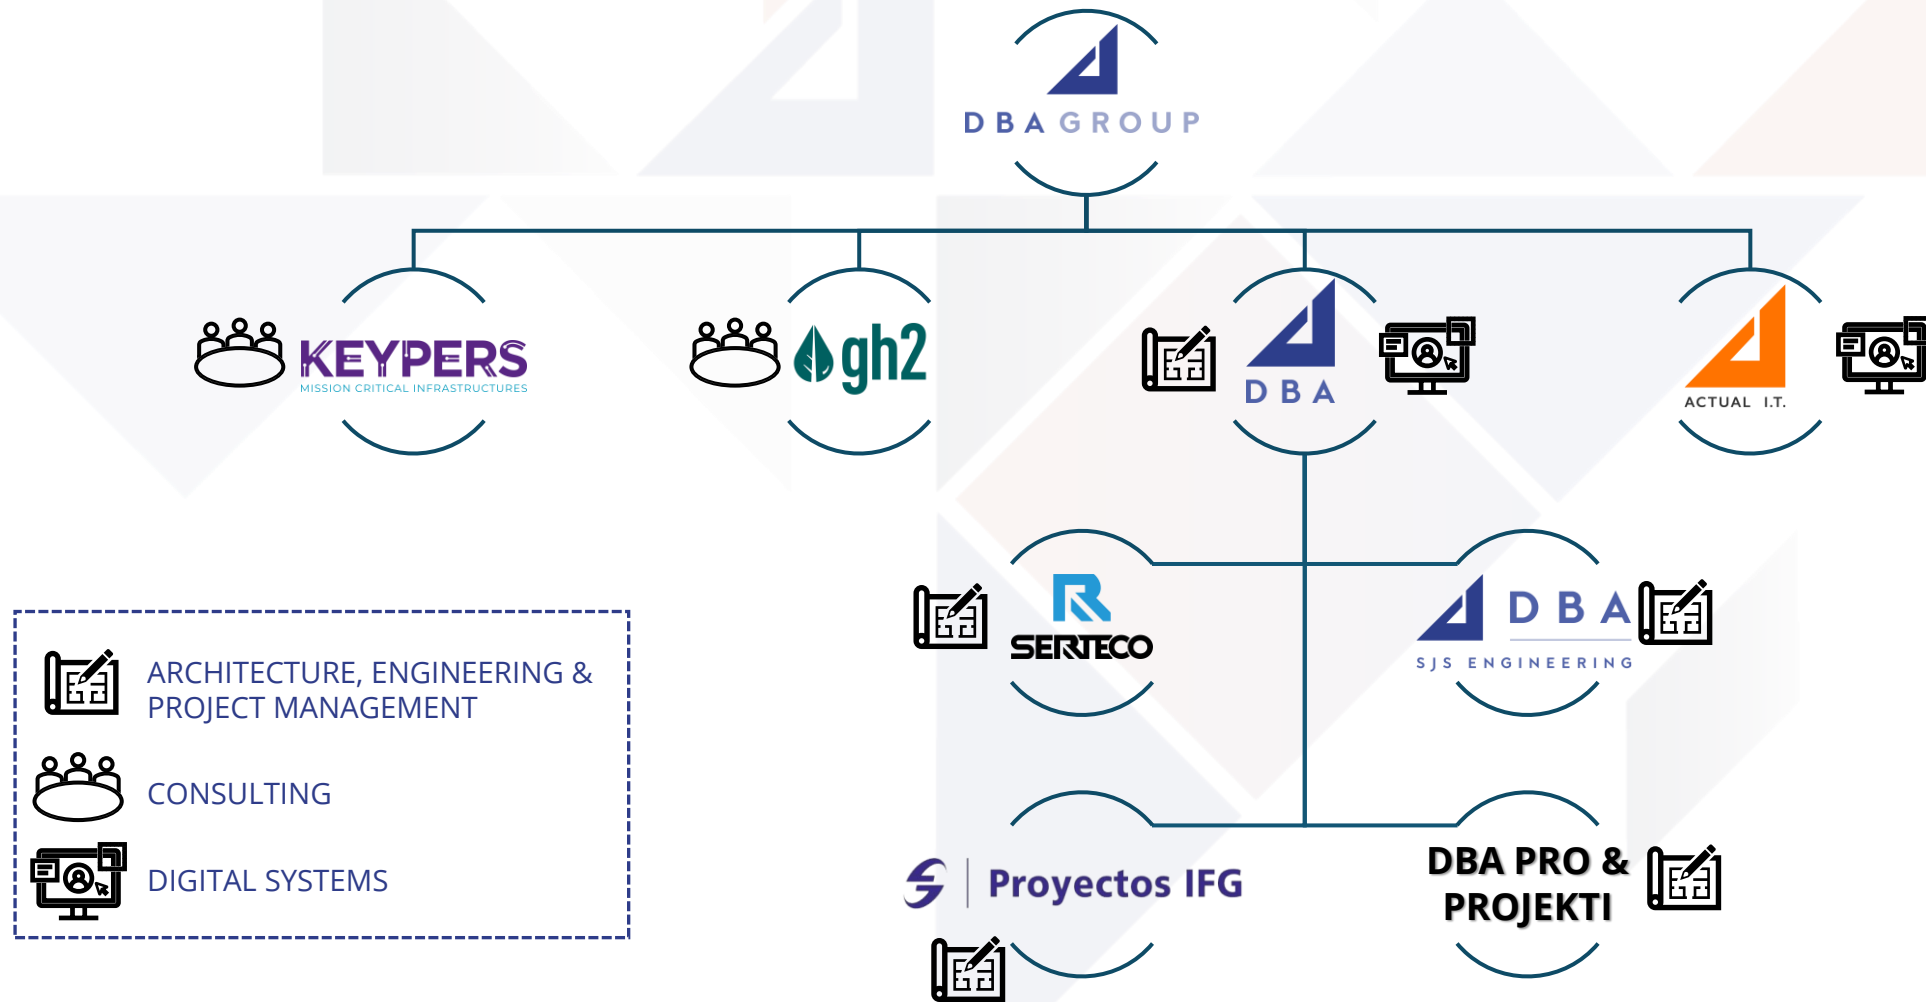 DBA GROUP
KEYPERS
MISSION CRITICAL INFRASTRUCTURES
gh2
DBA
ACTUAL I.T.
SERTECO
DBA
SJS ENGINEERING
ARCHITECTURE, ENGINEERING &
PROJECT MANAGEMENT
CONSULTING
DIGITAL SYSTEMS
Proyectos IFG
DBA PRO &
PROJEKTI